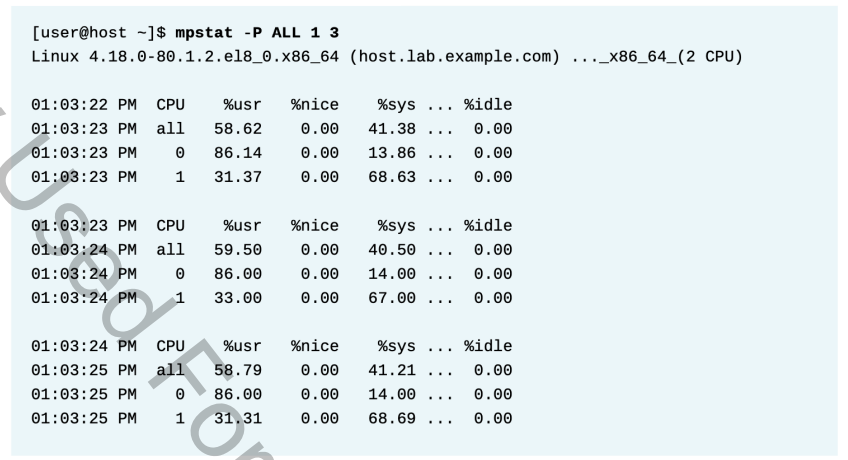 [user@host ~]$ mpstat -P ALL 1 3
Linux 4.18.0-80.1.2.el8_0.x86_64 (host.lab.example.com) ..._x86_64_(2 CPU)
01:03:22 PM CPU %usr %nice %sys ... %idle
01:03:23 PM all 58.62 0.00 41.38 ... 0.00
01:03:23 PM 0 86.14 0.00 13.86 ... 0.00
01:03:23 PM 1 31.37 0.00 68.63 ... 0.00
01:03:23 PM CPU %usr %nice %sys ... %idle
01:03:24 PM all 59.50 0.00 40.50 ... 0.00
01:03:24 PM 0 86.00 0.00 14.00 ... 0.00
01:03:24 PM 1 33.00 0.00 67.00 ... 0.00
01:03:24 PM CPU %usr %nice %sys ... %idle
01:03:25 PM all 58.79 0.00 41.21 ... 0.00
01:03:25 PM 0 86.00 0.00 14.00 ... 0.00
01:03:25 PM 1 31.31 0.00 68.69 ... 0.00
Used For